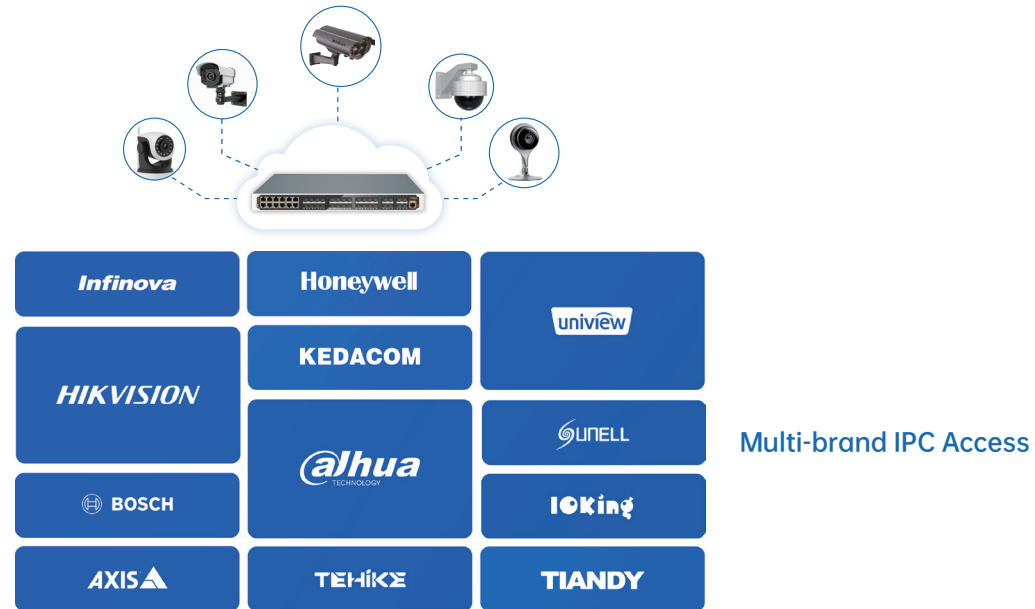 Infinova
Honeywell
uniview
HIKVISION
KEDACOM
alhua
TECHNOLOGY
SUNELL
Multi-brand IPC Access
BOSCH
IOKing
AXIS
TEHIKE
TIANDY